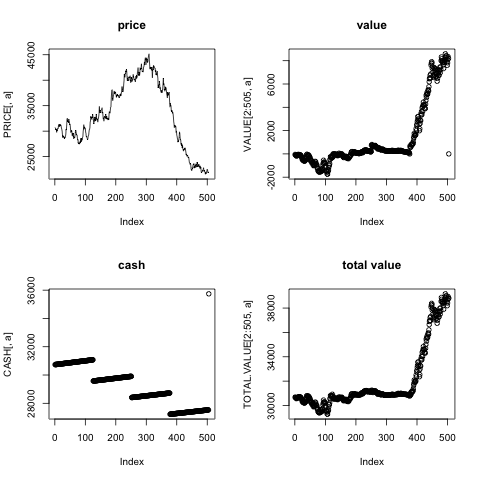 price
PRICE[, a]
25000 35000 45000
0 100 200 300 400 500
Index
value
VALUE[2:505, a]
-2000 2000 6000
0 100 200 300 400 500
Index
cash
CASH[, a]
28000 32000 36000
0 100 200 300 400 500
Index
total value
TOTAL.VALUE[2:505, a]
30000 34000 38000
0 100 200 300 400 500
Index